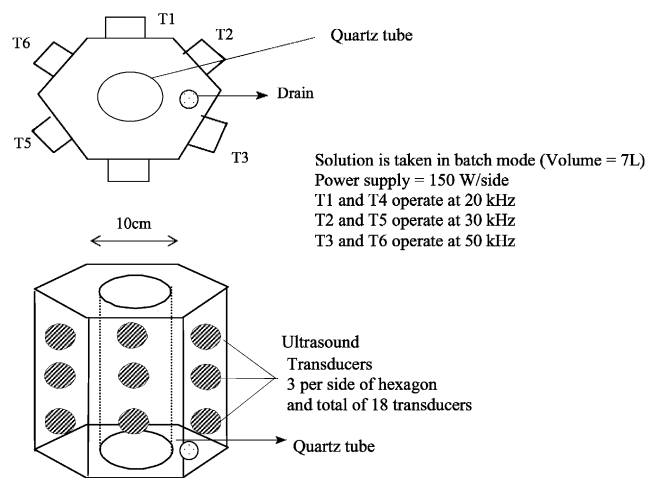 T1
T2
Quartz tube
T6
Drain
T5
T3
Solution is taken in batch mode (Volume = 7L)
Power supply = 150 W/side
T1 and T4 operate at 20 kHz
T2 and T5 operate at 30 kHz
T3 and T6 operate at 50 kHz
10cm
Ultrasound
Transducers
3 per side of hexagon
and total of 18 transducers
Quartz tube